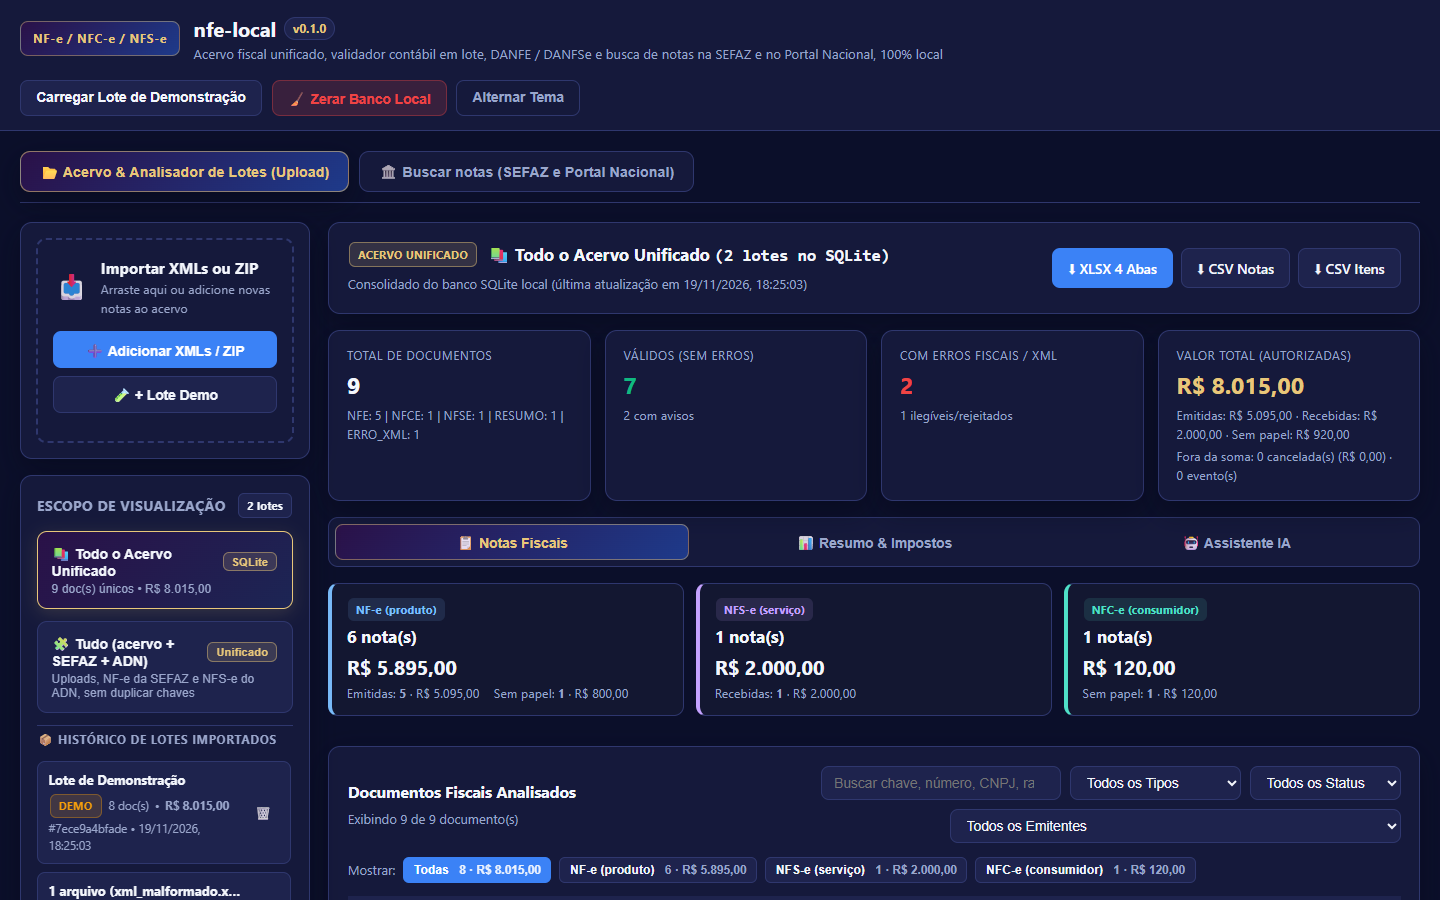 NF-e / NFC-e / NFS-e
nfe-local
v0.1.0
Acervo fiscal unificado, validador contábil em lote, DANFE / DANFSe e busca de notas na SEFAZ e no Portal Nacional, 100% local
Carregar Lote de Demonstração
Zerar Banco Local
Alternar Tema
Acervo & Analisador de Lotes (Upload)
Buscar notas (SEFAZ e Portal Nacional)
Importar XMLs ou ZIP
Arraste aqui ou adicione novas
notas ao acervo
Adicionar XMLs / ZIP
+ Lote Demo
ESCOPO DE VISUALIZAÇÃO
2 lotes
Todo o Acervo
Unificado
SQLite
9 doc(s) únicos • R$ 8.015,00
Tudo (acervo +
SEFAZ + ADN)
Unificado
Uploads, NF-e da SEFAZ e NFS-e do
ADN, sem duplicar chaves
HISTÓRICO DE LOTES IMPORTADOS
Lote de Demonstração
DEMO 8 doc(s) • R$ 8.015,00
#7ece9a4bfade • 19/11/2026,
18:25:03
1 arquivo (xml_malformado.x...
ACERVO UNIFICADO
Todo o Acervo Unificado (2 lotes no SQLite)
Consolidado do banco SQLite local (última atualização em 19/11/2026, 18:25:03)
⬇ XLSX 4 Abas
⬇ CSV Notas
⬇ CSV Itens
TOTAL DE DOCUMENTOS
9
NFE: 5 | NFCE: 1 | NFSE: 1 | RESUMO: 1 |
ERRO_XML: 1
VÁLIDOS (SEM ERROS)
7
2 com avisos
COM ERROS FISCAIS / XML
2
1 ilegíveis/rejeitados
VALOR TOTAL (AUTORIZADAS)
R$ 8.015,00
Emitidas: R$ 5.095,00 · Recebidas: R$
2.000,00 · Sem papel: R$ 920,00
Fora da soma: 0 cancelada(s) (R$ 0,00) ·
0 evento(s)
Notas Fiscais
Resumo & Impostos
Assistente IA
NF-e (produto)
6 nota(s)
R$ 5.895,00
Emitidas: 5 · R$ 5.095,00 Sem papel: 1 · R$ 800,00
NFS-e (serviço)
1 nota(s)
R$ 2.000,00
Recebidas: 1 · R$ 2.000,00
NFC-e (consumidor)
1 nota(s)
R$ 120,00
Sem papel: 1 · R$ 120,00
Documentos Fiscais Analisados
Exibindo 9 de 9 documento(s)
Buscar chave, número, CNPJ, ra
Todos os Tipos
Todos os Status
Todos os Emitentes
Mostrar:
Todas 8 · R$ 8.015,00
NF-e (produto) 6 · R$ 5.895,00
NFS-e (serviço) 1 · R$ 2.000,00
NFC-e (consumidor) 1 · R$ 120,00